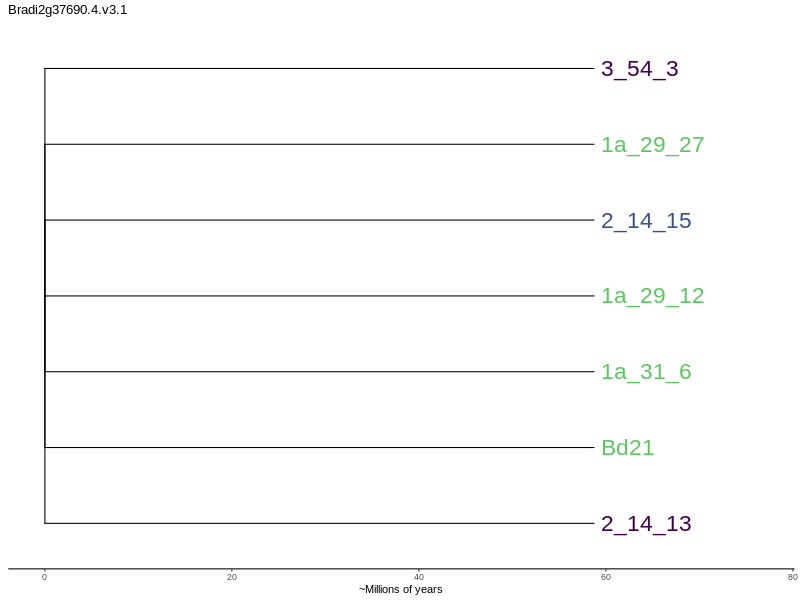 Bradi2g37690.4.v3.1
3_54_3
1a_29_27
2_14_15
1a_29_12
1a_31_6
Bd21
2_14_13
0 20 40 60 80
~Millions of years